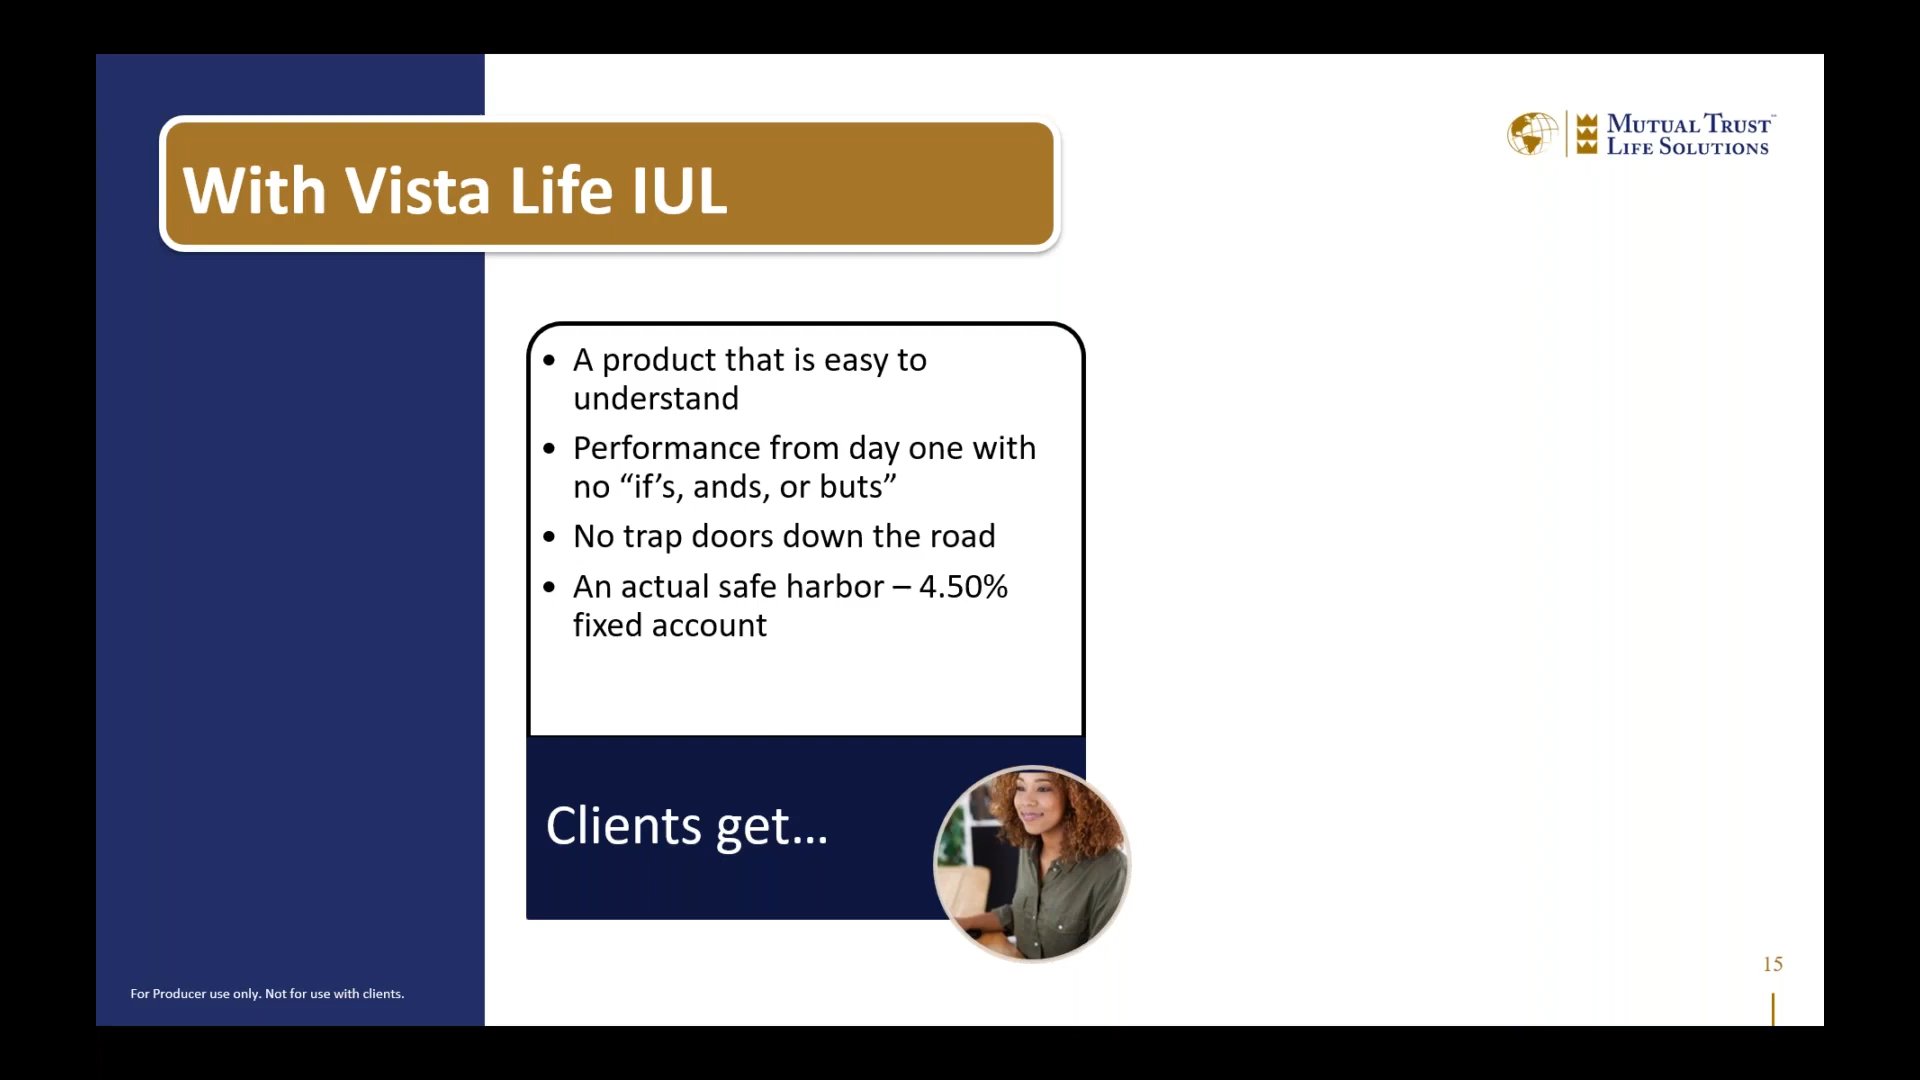 With Vista Life IUL
MUTUAL TRUST™
LIFE SOLUTIONS
• A product that is easy to
understand
• Performance from day one with
no “if’s, ands, or buts”
• No trap doors down the road
• An actual safe harbor – 4.50%
fixed account
Clients get...
For Producer use only. Not for use with clients.
15